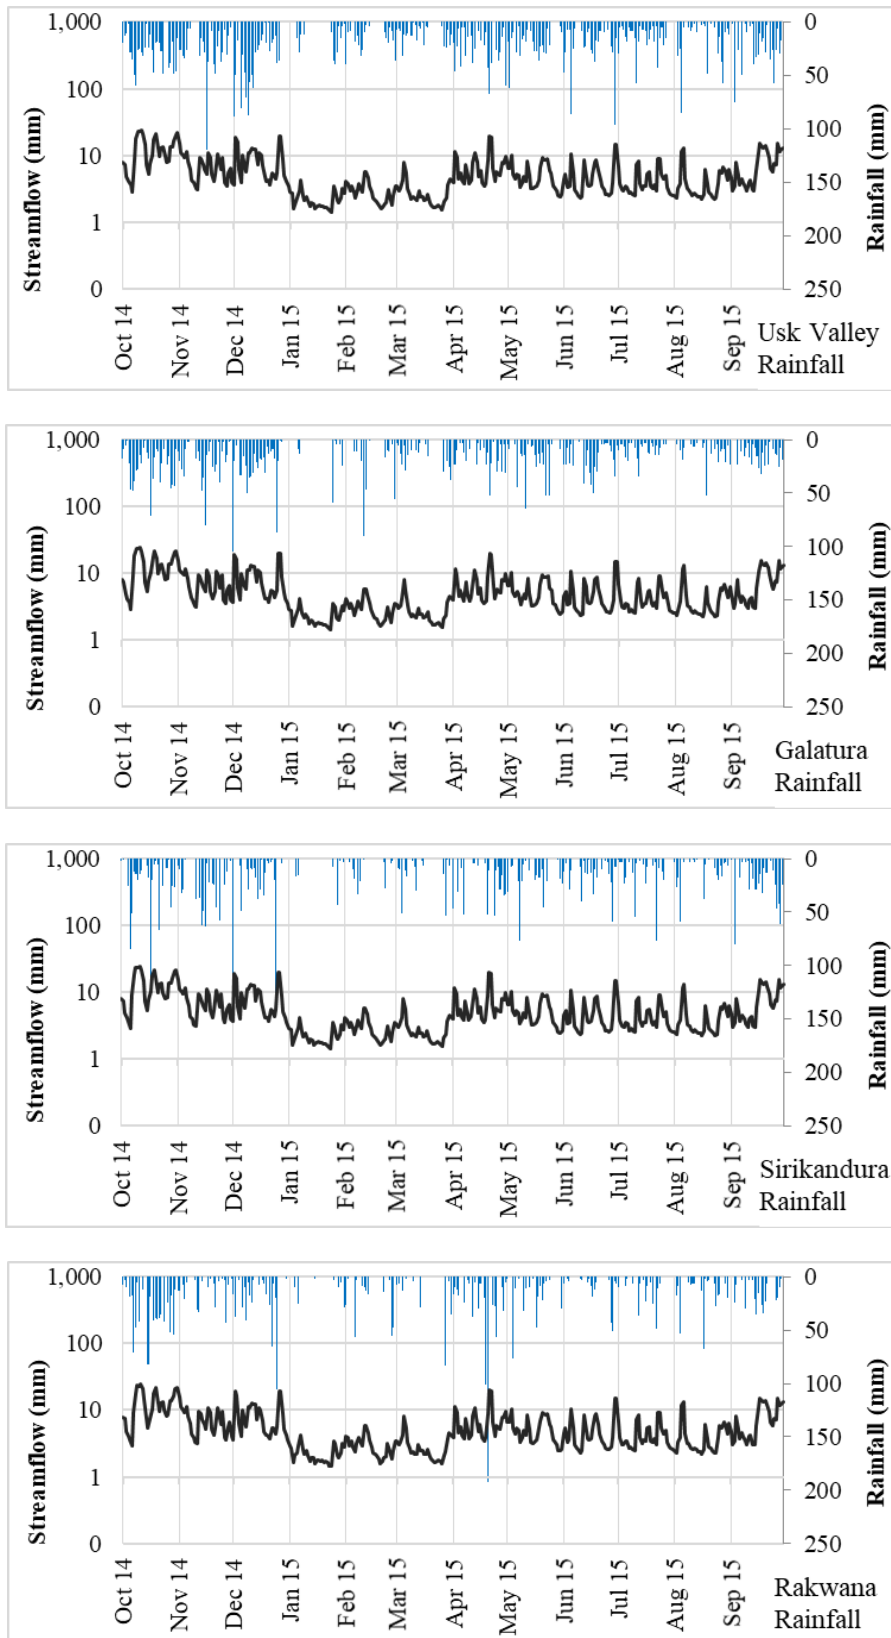 1,000
100
10
1
0
Streamflow (mm)
0
50
100
150
200
250
Rainfall (mm)
Oct 14
Nov 14
Dec 14
Jan 15
Feb 15
Mar 15
Apr 15
May 15
Jun 15
Jul 15
Aug 15
Sep 15
Usk Valley
Rainfall
1,000
100
10
1
0
Streamflow (mm)
0
50
100
150
200
250
Rainfall (mm)
Oct 14
Nov 14
Dec 14
Jan 15
Feb 15
Mar 15
Apr 15
May 15
Jun 15
Jul 15
Aug 15
Sep 15
Galatura
Rainfall
1,000
100
10
1
0
Streamflow (mm)
0
50
100
150
200
250
Rainfall (mm)
Oct 14
Nov 14
Dec 14
Jan 15
Feb 15
Mar 15
Apr 15
May 15
Jun 15
Jul 15
Aug 15
Sep 15
Sirikandura
Rainfall
1,000
100
10
1
0
Streamflow (mm)
0
50
100
150
200
250
Rainfall (mm)
Oct 14
Nov 14
Dec 14
Jan 15
Feb 15
Mar 15
Apr 15
May 15
Jun 15
Jul 15
Aug 15
Sep 15
Rakwana
Rainfall